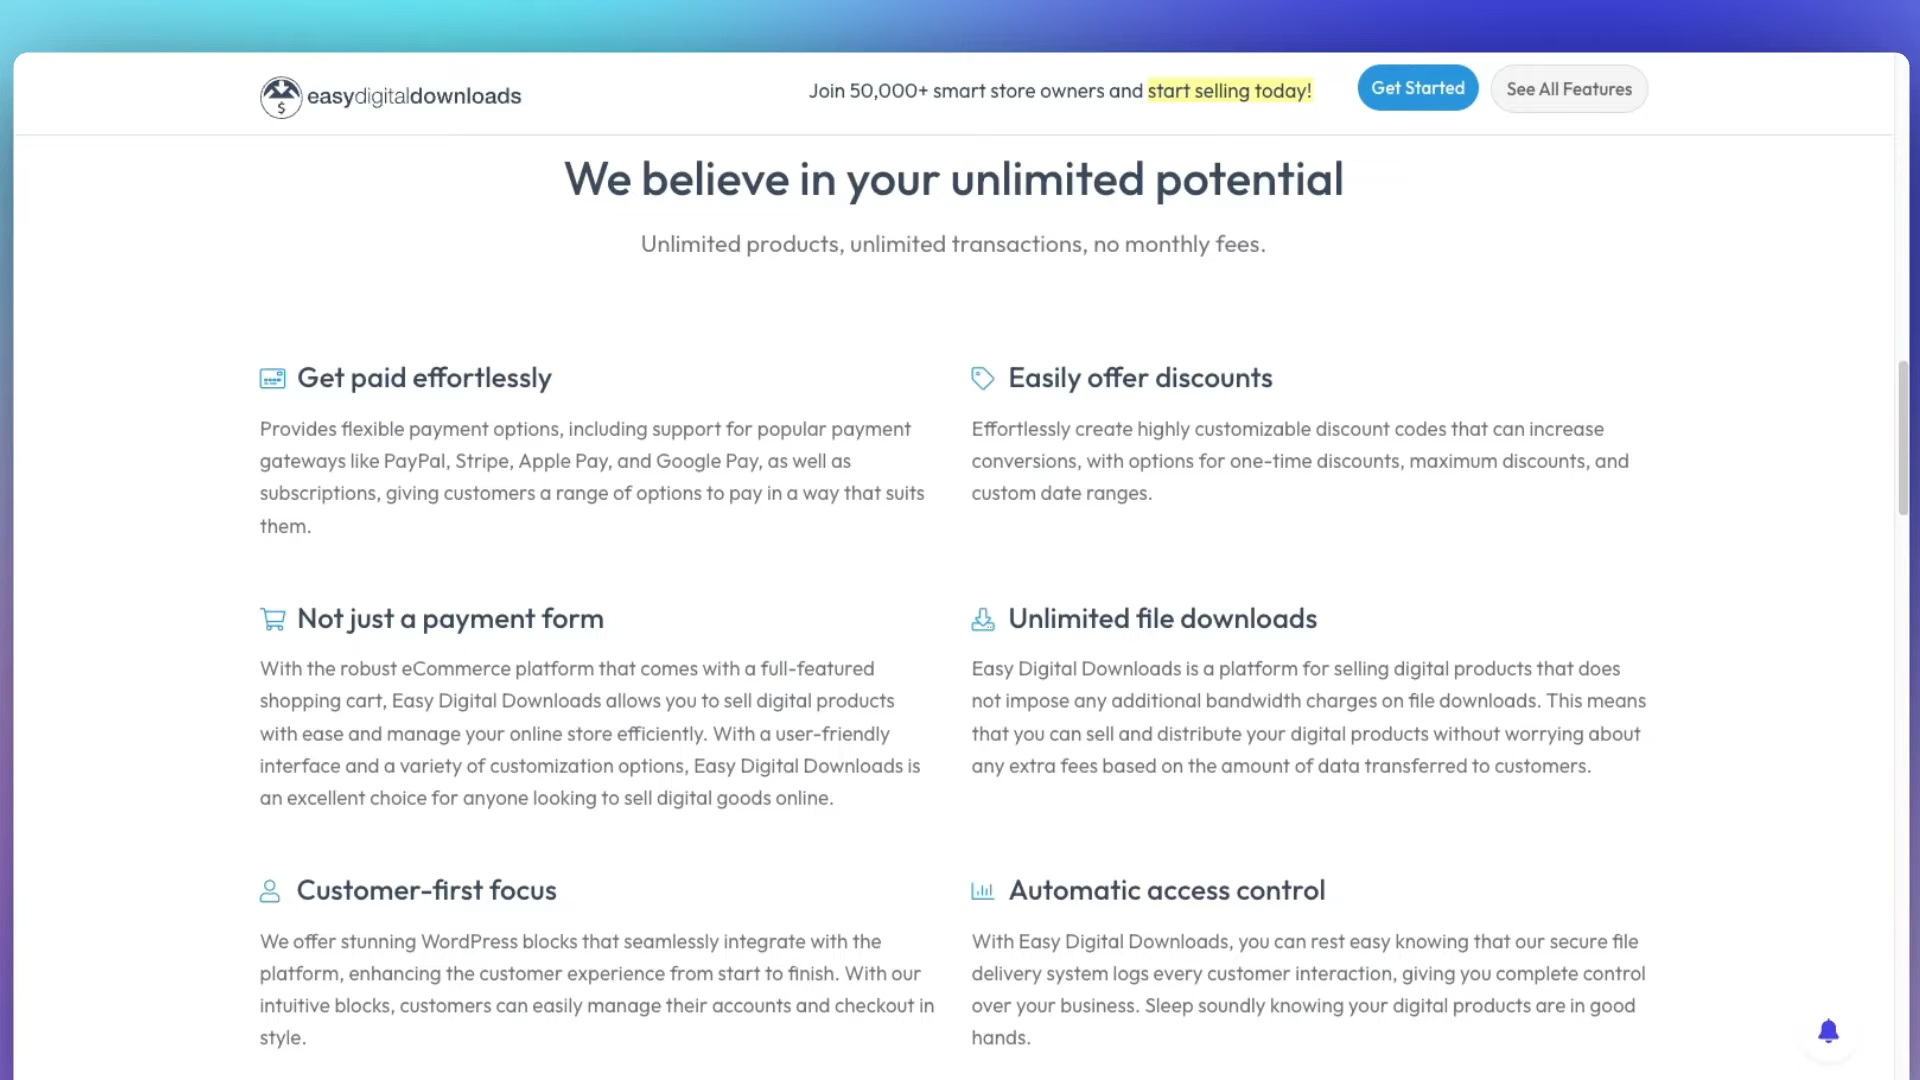 easydigitaldownloads
Join 50,000+ smart store owners and start selling today!
Get Started
See All Features
We believe in your unlimited potential
Unlimited products, unlimited transactions, no monthly fees.
Get paid effortlessly
Provides flexible payment options, including support for popular payment
gateways like PayPal, Stripe, Apple Pay, and Google Pay, as well as
subscriptions, giving customers a range of options to pay in a way that suits
them.
Easily offer discounts
Effortlessly create highly customizable discount codes that can increase
conversions, with options for one-time discounts, maximum discounts, and
custom date ranges.
Not just a payment form
With the robust eCommerce platform that comes with a full-featured
shopping cart, Easy Digital Downloads allows you to sell digital products
with ease and manage your online store efficiently. With a user-friendly
interface and a variety of customization options, Easy Digital Downloads is
an excellent choice for anyone looking to sell digital goods online.
Unlimited file downloads
Easy Digital Downloads is a platform for selling digital products that does
not impose any additional bandwidth charges on file downloads. This means
that you can sell and distribute your digital products without worrying about
any extra fees based on the amount of data transferred to customers.
Customer-first focus
We offer stunning WordPress blocks that seamlessly integrate with the
platform, enhancing the customer experience from start to finish. With our
intuitive blocks, customers can easily manage their accounts and checkout in
style.
Automatic access control
With Easy Digital Downloads, you can rest easy knowing that our secure file
delivery system logs every customer interaction, giving you complete control
over your business. Sleep soundly knowing your digital products are in good
hands.